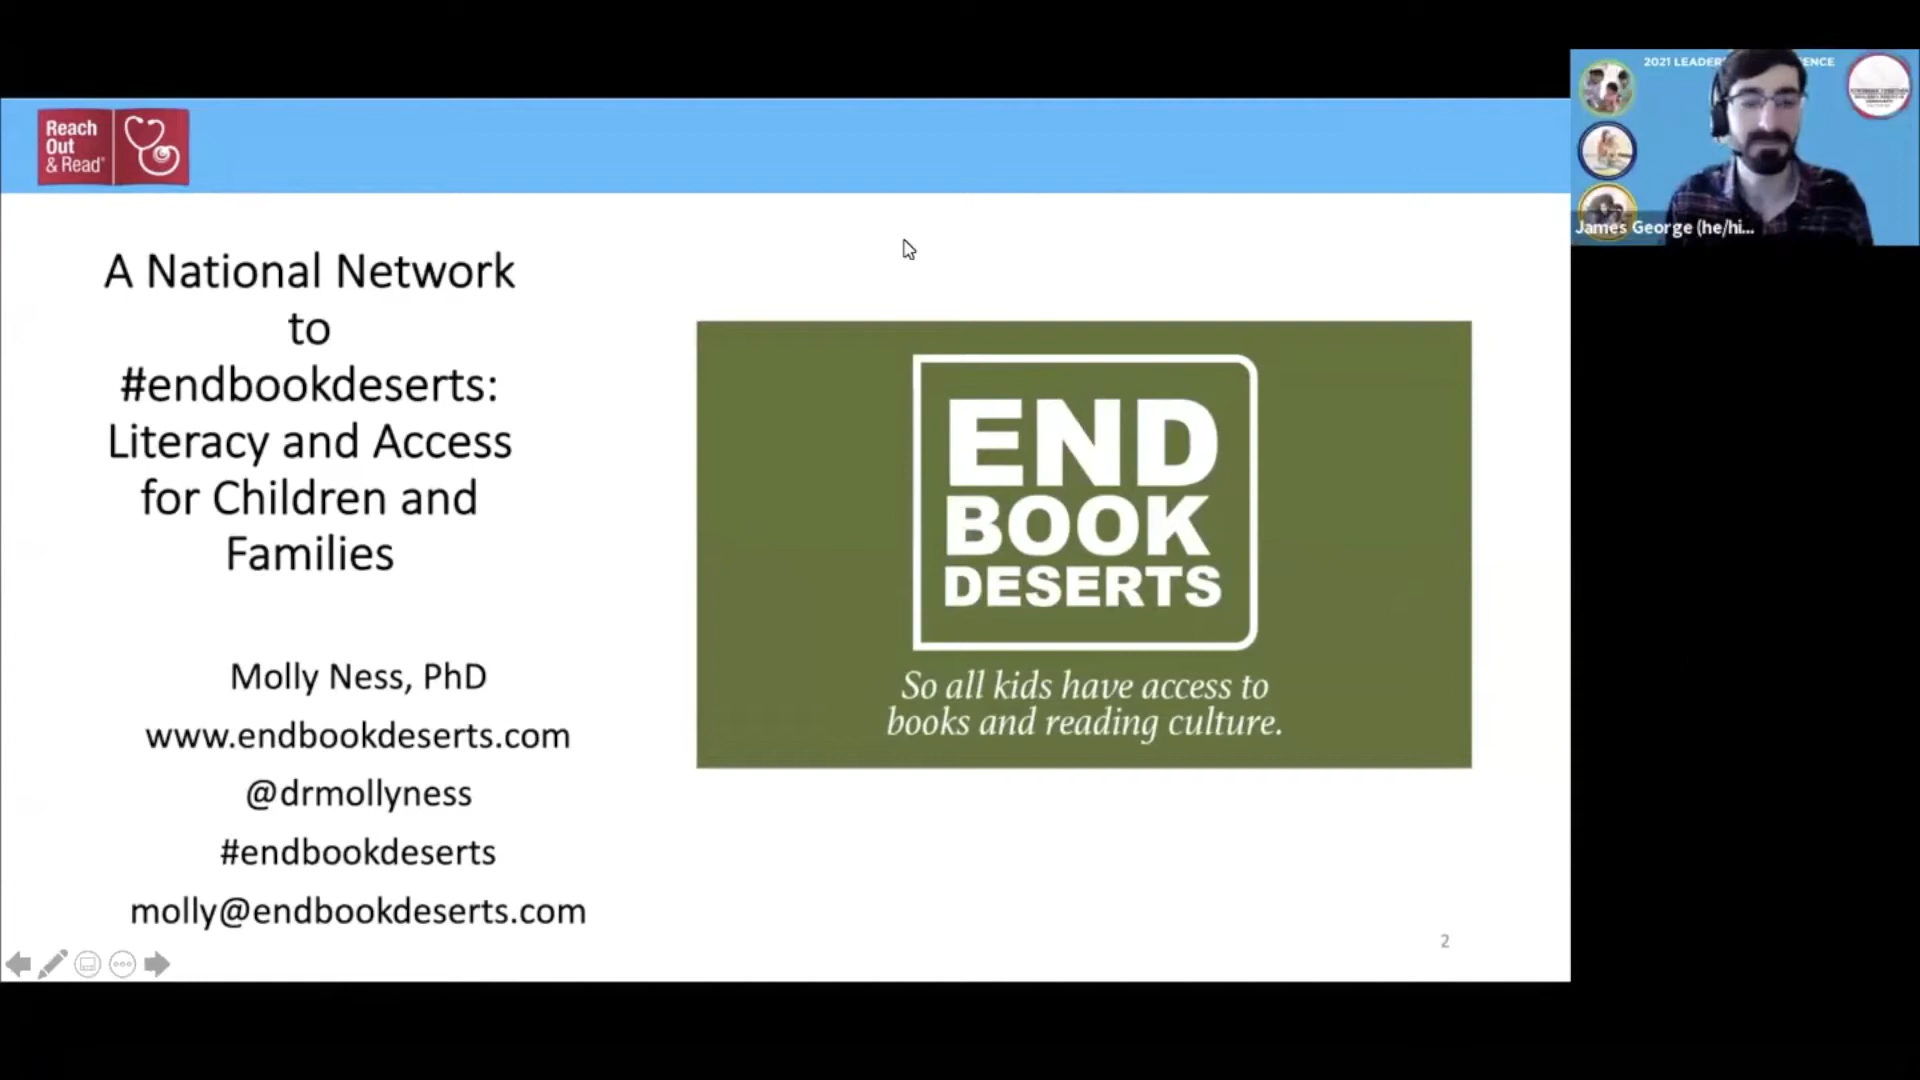 Reach
Out
& Read®
A National Network
to
#endbookdeserts:
Literacy and Access
for Children and
Families
Molly Ness, PhD
www.endbookdeserts.com
@drmollyness
#endbookdeserts
molly@endbookdeserts.com
END
BOOK
DESERTS
So all kids have access to
books and reading culture.
2
2021 LEADER
ENCE
James George (he/hi...